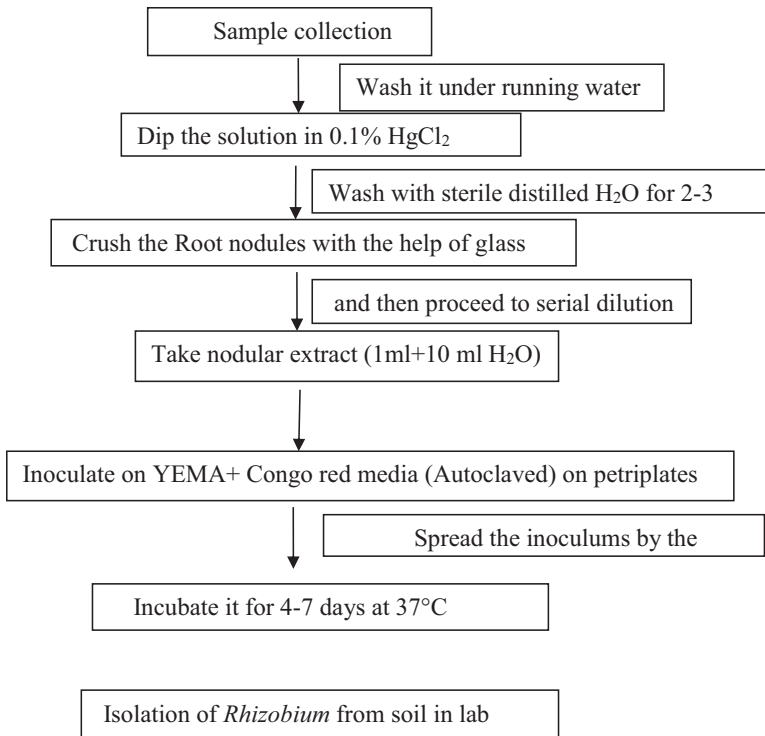 Sample collection
Wash it under running water
Dip the solution in 0.1% HgCl₂
Wash with sterile distilled H₂O for 2-3
Crush the Root nodules with the help of glass
and then proceed to serial dilution
Take nodular extract (1ml+10 ml H₂O)
Inoculate on YEMA+ Congo red media (Autoclaved) on petriplates
Spread the inoculums by the
Incubate it for 4-7 days at 37°C
Isolation of Rhizobium from soil in lab